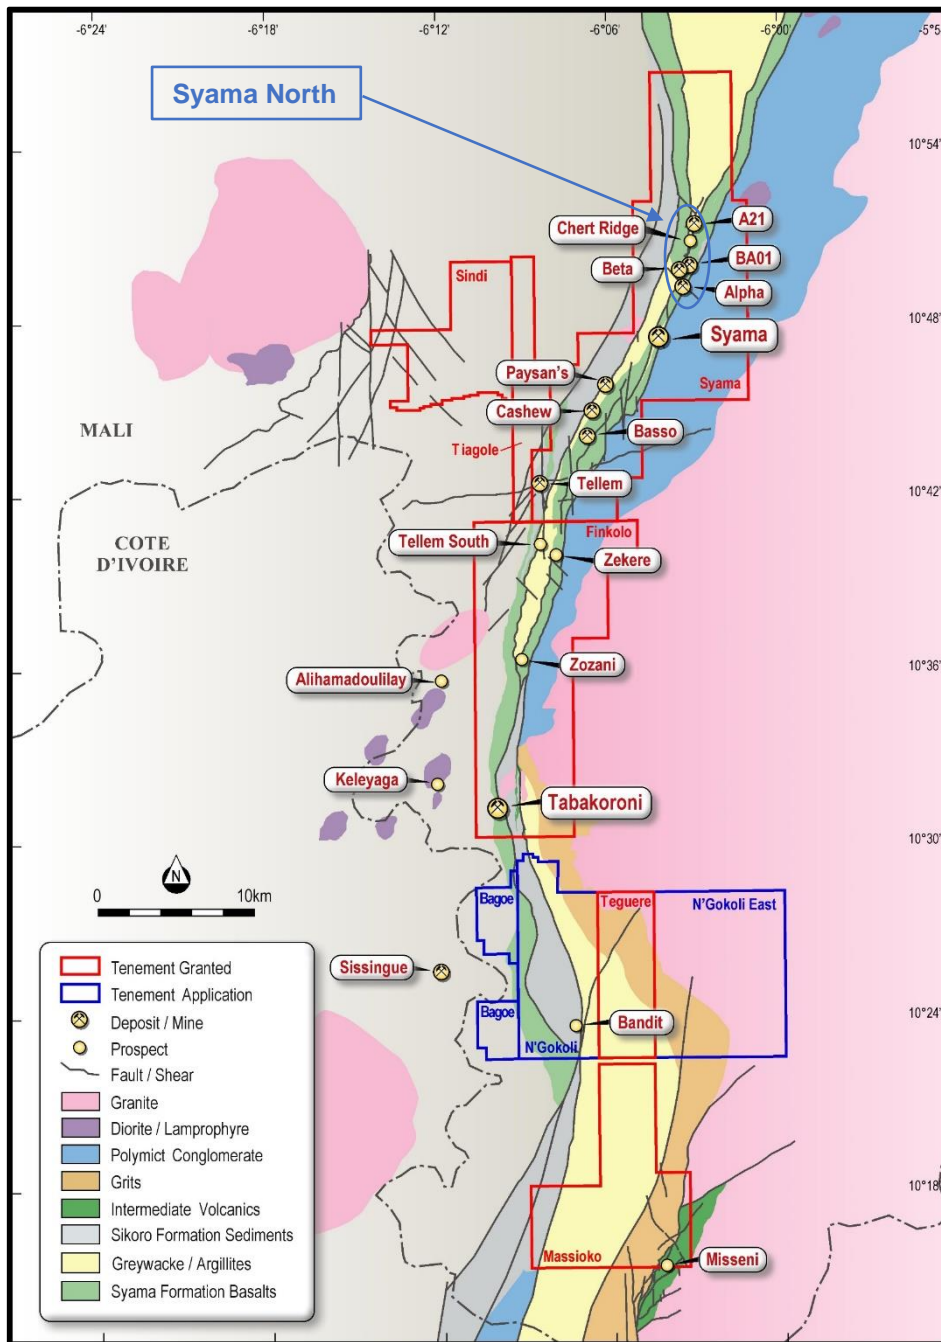 -6°24'
-6°18'
-6°12'
-6°06'
-6°00'
Syama North
10°54'
A21
Chert Ridge
BA01
Beta
Sindi
Alpha
10°48'
Syama
Paysan's
Syama
Cashew
MALI
Basso
Tiagole
Tellem
10°42'
Finkolo
Tellem South
COTE
D'IVOIRE
Zekere
Zozani
10°36'
Alihamadoulilay
Keleyaga
Tabakoroni
10°30'
N
0
10km
Bagoe
Teguere
N'Gokoli East
Tenement Granted
Sissingue
Tenement Application
Bagoe
Deposit / Mine
Bandit
10°24'
Prospect
N'Gokoli
Fault / Shear
Granite
Diorite / Lamprophyre
Polymict Conglomerate
Grits
10°18'
Intermediate Volcanics
Sikoro Formation Sediments
Greywacke / Argillites
Massioko
Misseni
Syama Formation Basalts